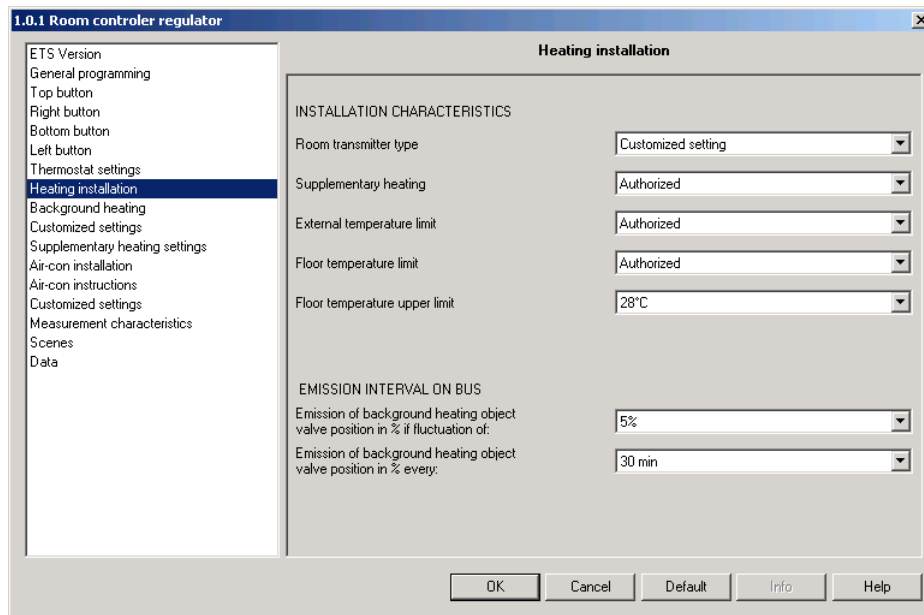 1.0.1 Room controler regulator
ETS Version
General programming
Top button
Right button
Bottom button
Left button
Thermostat settings
Heating installation
Background heating
Customized settings
Supplementary heating settings
Air-con installation
Air-con instructions
Customized settings
Measurement characteristics
Scenes
Data
Heating installation
INSTALLATION CHARACTERISTICS
Room transmitter type
Customized setting
Supplementary heating
Authorized
External temperature limit
Authorized
Floor temperature limit
Authorized
Floor temperature upper limit
28°C
EMISSION INTERVAL ON BUS
Emission of background heating object
valve position in % if fluctuation of:
5%
Emission of background heating object
valve position in % every:
30 min
OK
Cancel
Default
Info
Help